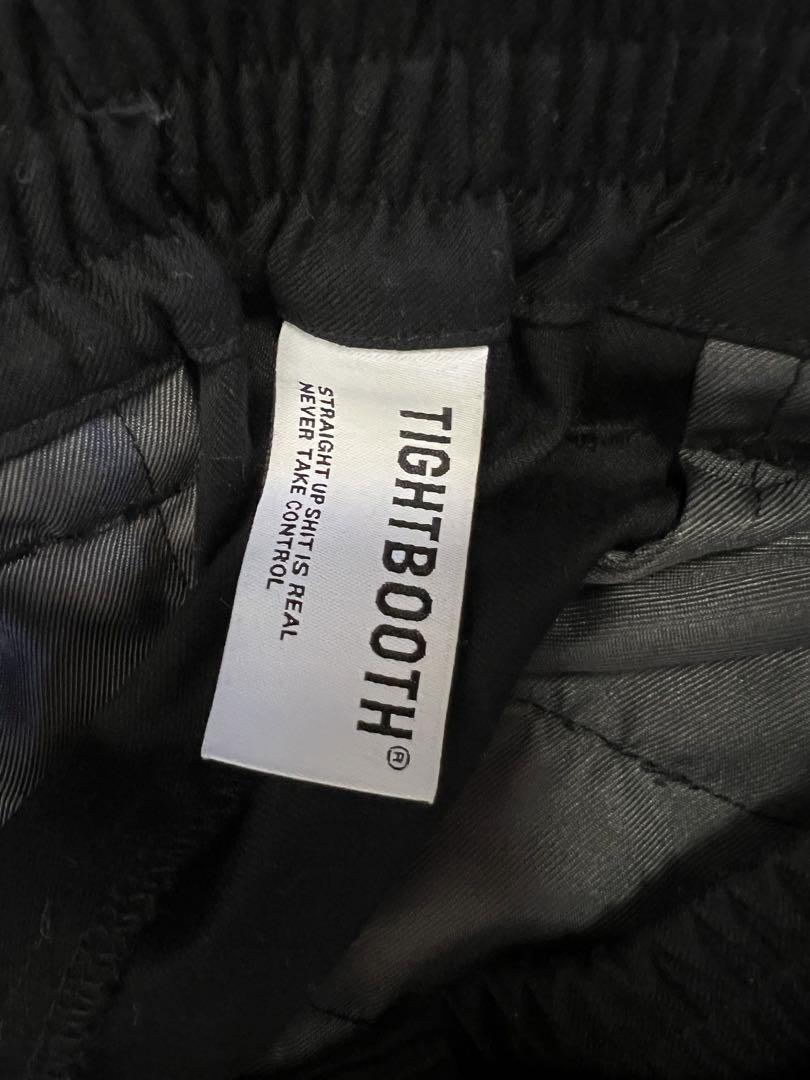 TIGHTBOOTH®
STRAIGHT UP SHIT IS REAL
NEVER TAKE CONTROL